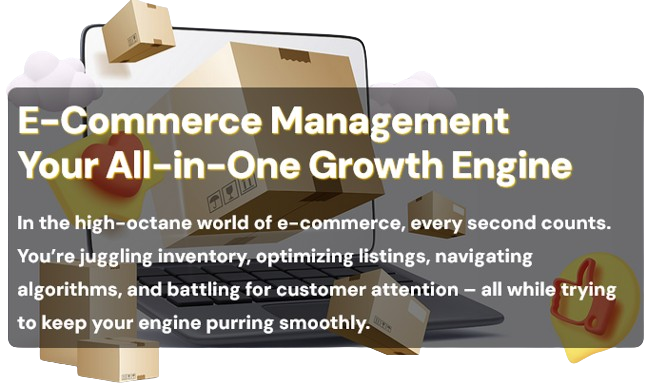 E-Commerce Management
Your All-in-One Growth Engine
In the high-octane world of e-commerce, every second counts.
You're juggling inventory, optimizing listings, navigating
algorithms, and battling for customer attention – all while trying
to keep your engine purring smoothly.